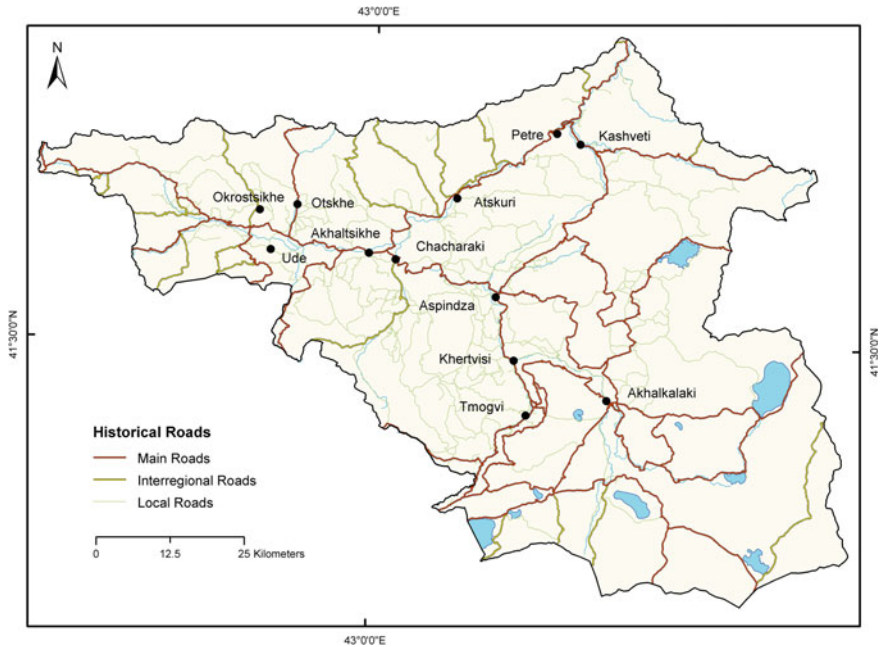 43°0'0"E
N
Petre
Kashveti
Okrostsikhe
Otskhe
Atskuri
Akhaltsikhe
Chacharaki
Ude
Aspindza
41°30'0"N
41°30'0"N
Khertvisi
Akhalkalaki
Tmogvi
Historical Roads
Main Roads
Interregional Roads
Local Roads
0 12.5 25 Kilometers
43°0'0"E